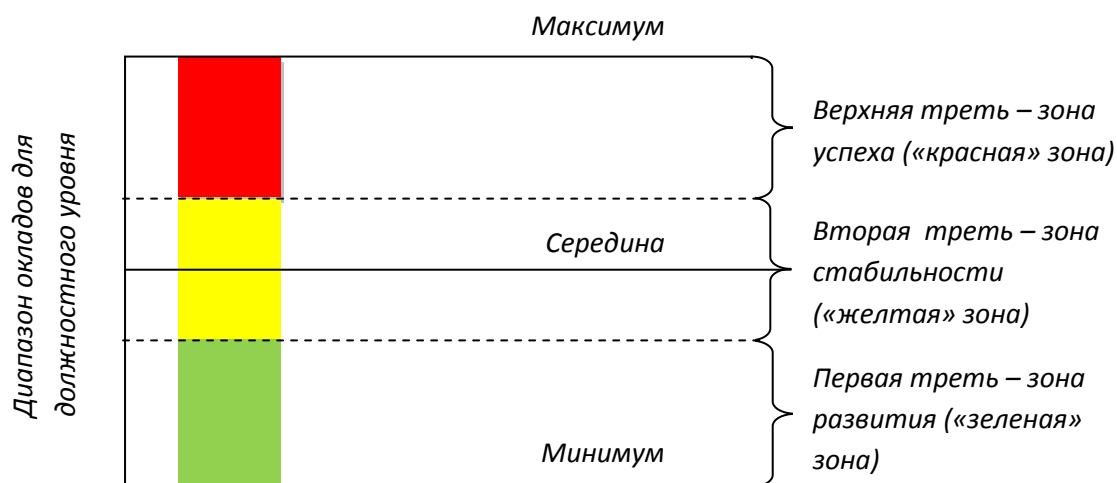 Максимум
Диапазон окладов для
должностного уровня
Верхняя треть – зона
успеха («красная» зона)
Середина
Вторая треть – зона
стабильности
(«желтая» зона)
Первая треть – зона
развития («зеленая»
зона)
Минимум